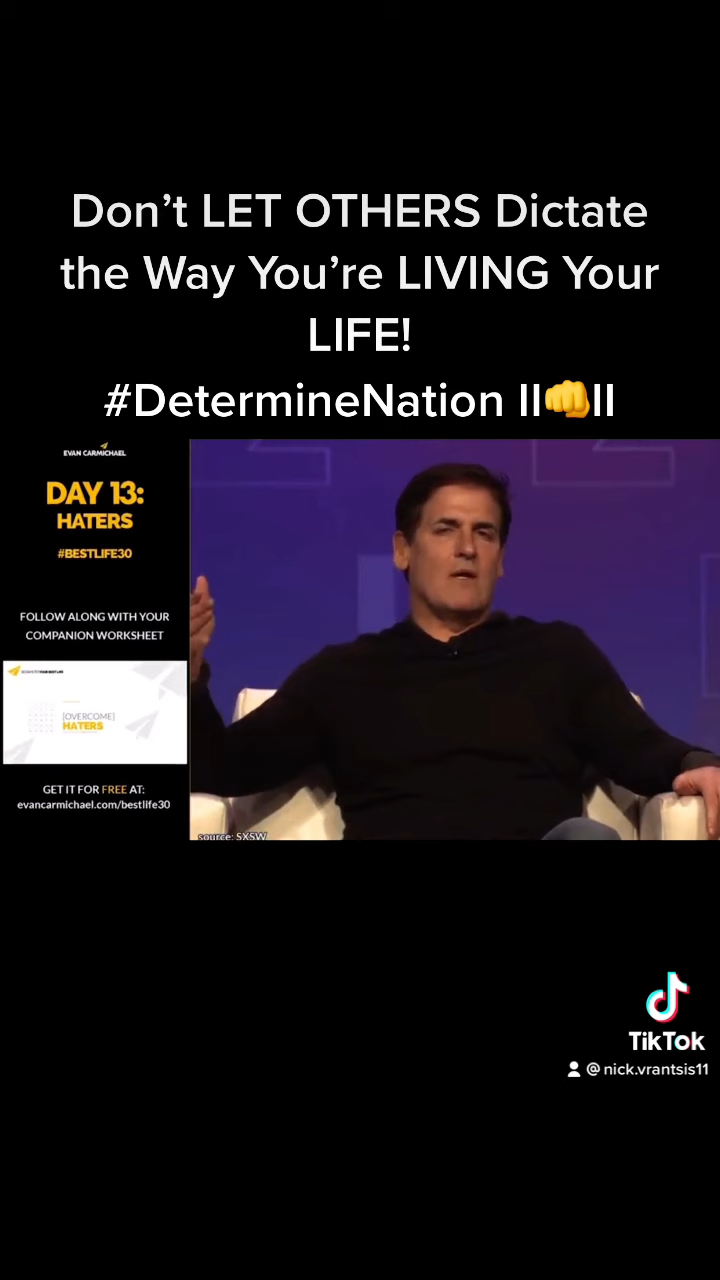 Don’t LET OTHERS Dictate
the Way You’re LIVING Your
LIFE!
#DetermineNation II👊II
EVAN CARMICHAEL
DAY 13:
HATERS
#BESTLIFE30
FOLLOW ALONG WITH YOUR
COMPANION WORKSHEET
[OVERCOME]
HATERS
GET IT FOR FREE AT:
evancarmichael.com/bestlife30
source: SXSW
TikTok
@ nick.vrantsis11